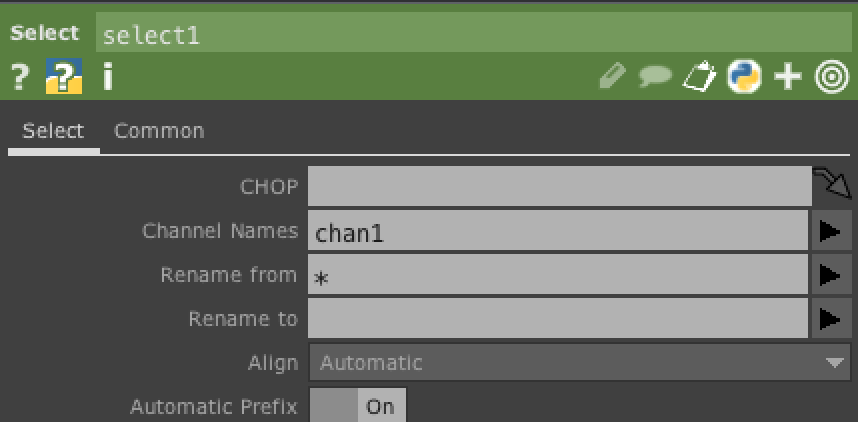 Select select1
? ? i
Select Common
CHOP
Channel Names chan1
Rename from *
Rename to
Align Automatic
Automatic Prefix On